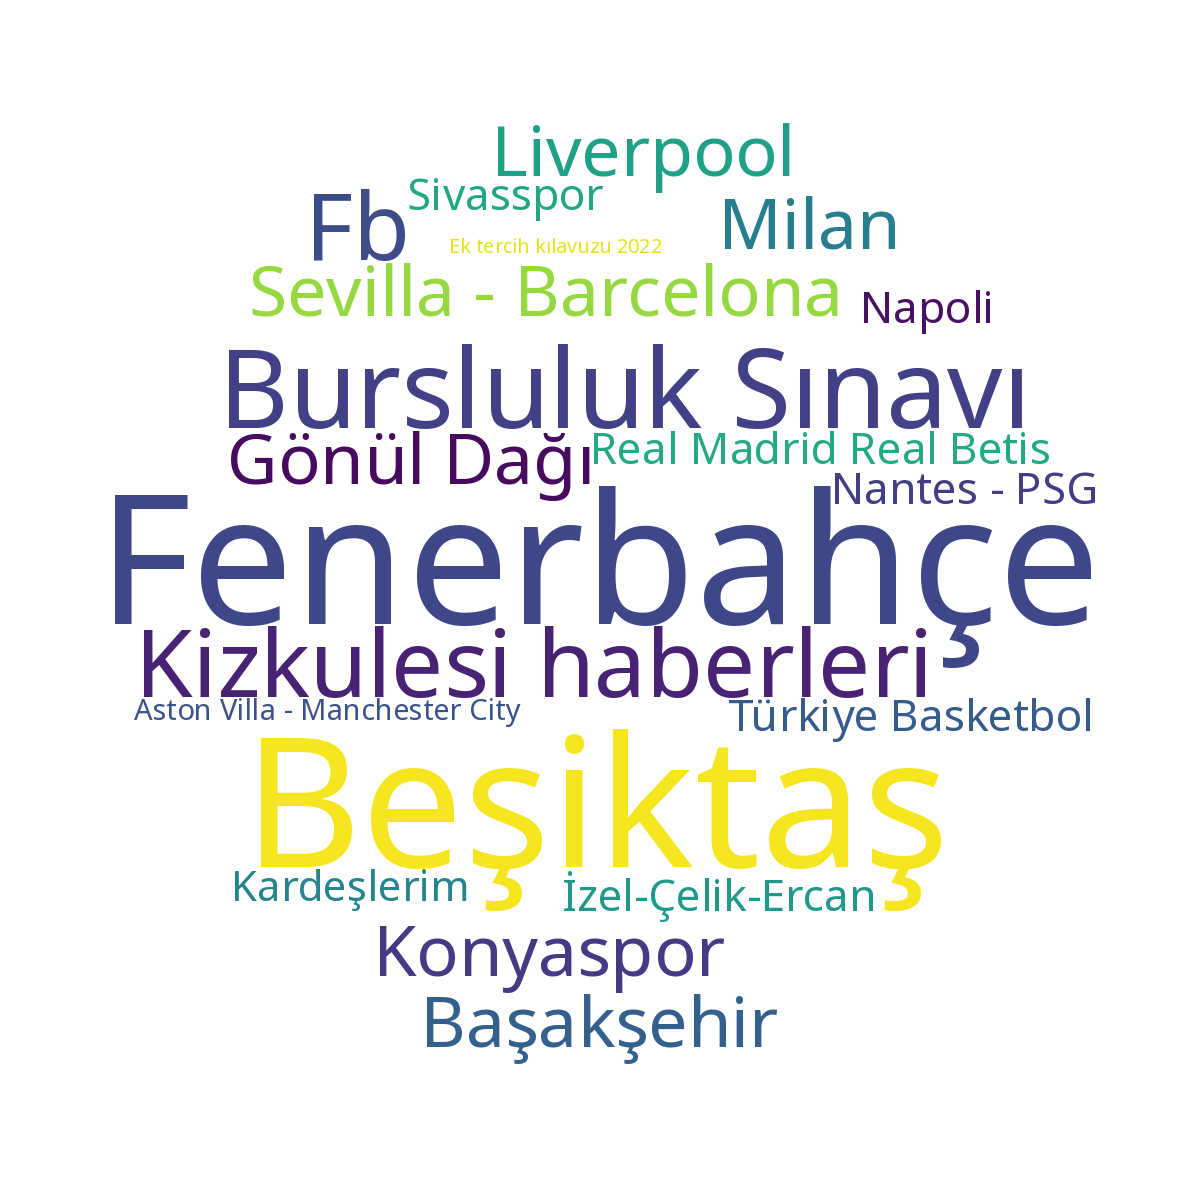 Liverpool
Sivasspor
Fb
Milan
Ek tercih kılavuzu 2022
Sevilla - Barcelona
Napoli
Bursluluk Sınavı
Gönül Dağı
Real Madrid Real Betis
Nantes - PSG
Fenerbahçe
Kizkulesi haberleri
Aston Villa - Manchester City
Türkiye Basketbol
Beşiktaş
Kardeşlerim
İzel-Çelik-Ercan
Konyaspor
Başakşehir